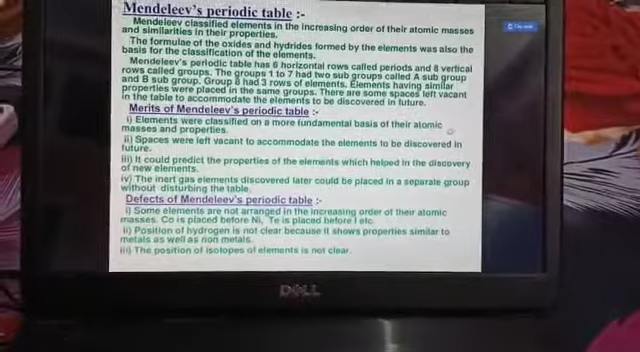 Mendeleev's periodic table :-
Mendeleev classified elements in the increasing order of their atomic masses
and similarities in their properties.
The formulae of the oxides and hydrides formed by the elements was also the
basis for the classification of the elements.
Mendeleev's periodic table has 6 horizontal rows called periods and 8 vertical
rows called groups. The groups 1 to 7 had two sub groups called A sub group
and B sub group. Group 8 had 3 rows of elements. Elements having similar
properties were placed in the same groups. There are some spaces left vacant
in the table to accommodate the elements to be discovered in future.
Merits of Mendeleev's periodic table :-
i) Elements were classified on a more fundamental basis of their atomic
masses and properties.
ii) Spaces were left vacant to accommodate the elements to be discovered in
future.
iii) It could predict the properties of the elements which helped in the discovery
of new elements.
iv) The inert gas elements discovered later could be placed in a separate group
without disturbing the table.
Defects of Mendeleev's periodic table :-
i) Some elements are not arranged in the increasing order of their atomic
masses. Co is placed before Ni, Te is placed before I etc.
ii) Position of hydrogen is not clear because it shows properties similar to
metals as well as non metals.
iii) The position of isotopes of elements is not clear.
DELL